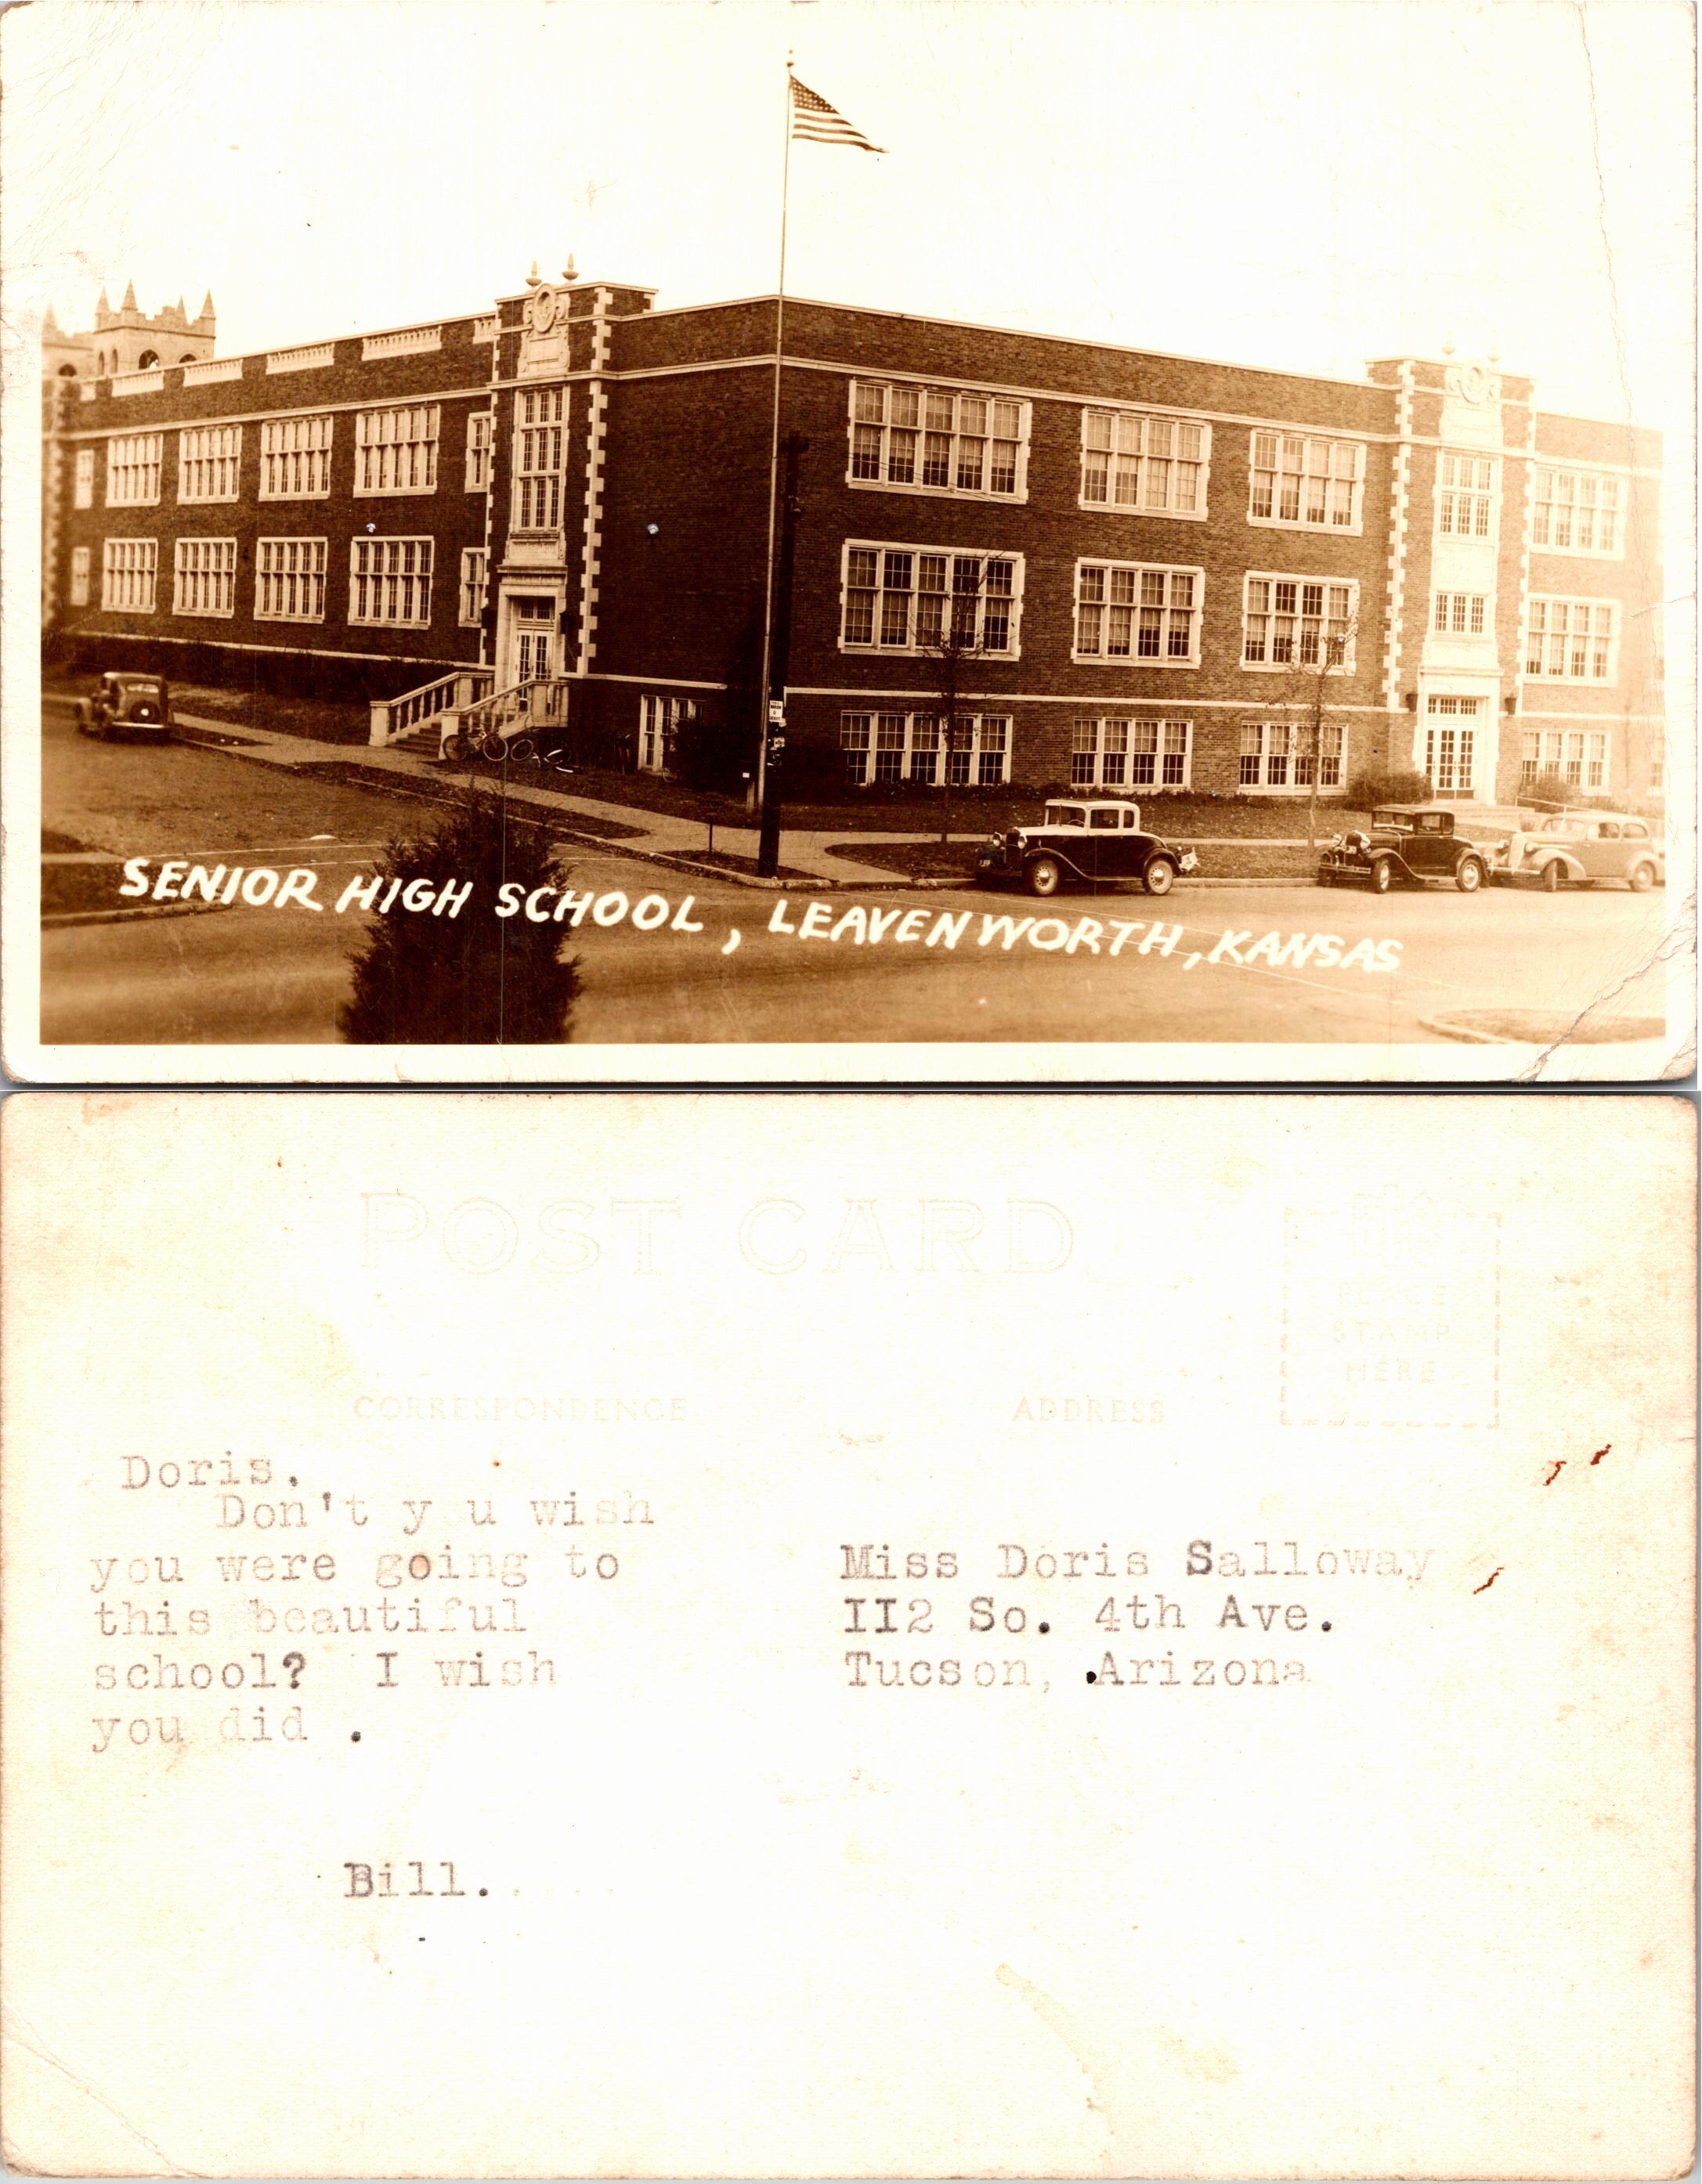 SENIOR HIGH SCHOOL, LEAVENWORTH, KANSAS
POST CARD
PLACE
STAMP
HERE
CORRESPONDENCE
ADDRESS
Doris.
Don't y u wish
you were going to
this beautiful
school? I wish
you did .
Bill.
Miss Doris Salloway
II2 So. 4th Ave.
Tucson, .Arizona